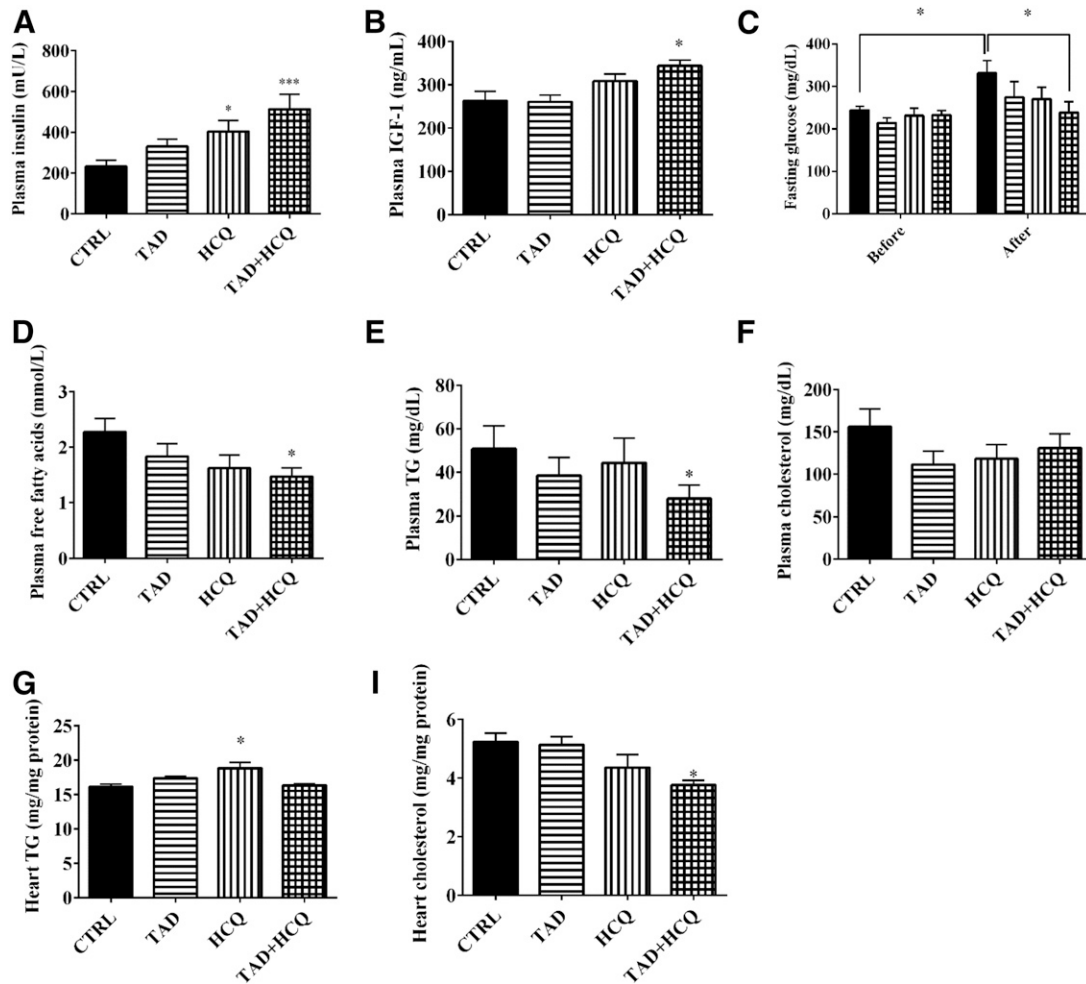 A
Plasma insulin (mU/L)
800
600
400
200
0
*
***
CTRL
TAD
HCQ
TAD+HCQ
B
Plasma IGF-1 (ng/mL)
400
300
200
100
0
*
CTRL
TAD
HCQ
TAD+HCQ
C
Fasting glucose (mg/dL)
400
300
200
100
0
*
*
Before
After
D
Plasma free fatty acids (mmol/L)
3
2
1
0
*
CTRL
TAD
HCQ
TAD+HCQ
E
Plasma TG (mg/dL)
80
60
40
20
0
*
CTRL
TAD
HCQ
TAD+HCQ
F
Plasma cholesterol (mg/dL)
200
150
100
50
0
CTRL
TAD
HCQ
TAD+HCQ
G
Heart TG (mg/mg protein)
25
20
15
10
5
0
*
CTRL
TAD
HCQ
TAD+HCQ
I
Heart cholesterol (mg/mg protein)
6
4
2
0
*
CTRL
TAD
HCQ
TAD+HCQ